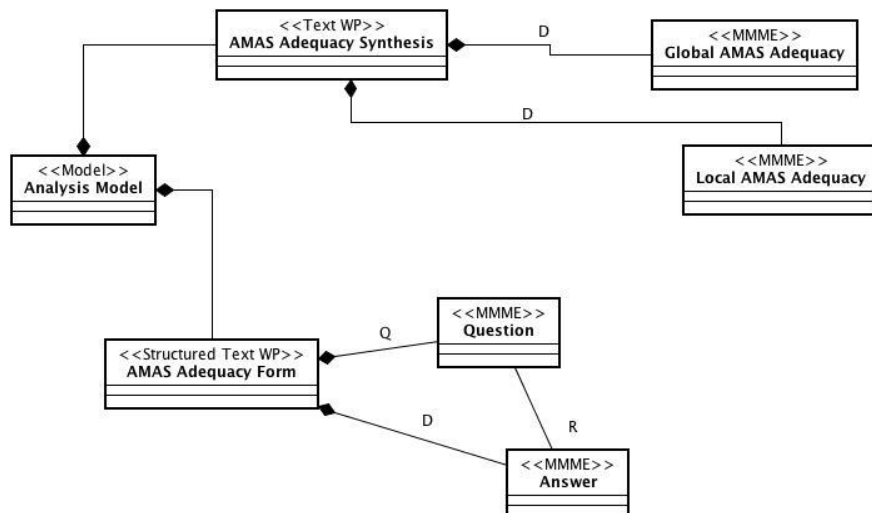 <<Text WP>>
AMAS Adequacy Synthesis
D
<<MMME>>
Global AMAS Adequacy
D
<<MMME>>
Local AMAS Adequacy
<<Model>>
Analysis Model
<<MMME>>
Question
Q
<<Structured Text WP>>
AMAS Adequacy Form
D
R
<<MMME>>
Answer